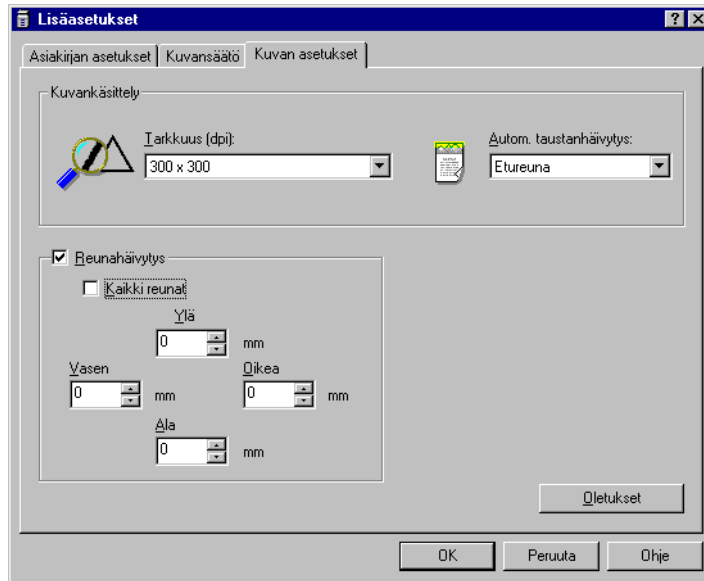 Lisäasetukset
Asiakirjan asetukset Kuvansäätö Kuvan asetukset
Kuvankäsittely
Tarkkuus (dpi):
300 x 300
Autom. taustanhäivytys:
Etureuna
Reunahäivytys
Kaikki reunat
Ylä
0 mm
Vasen
0 mm
Oikea
0 mm
Ala
0 mm
Oletukset
OK Peruuta Ohje